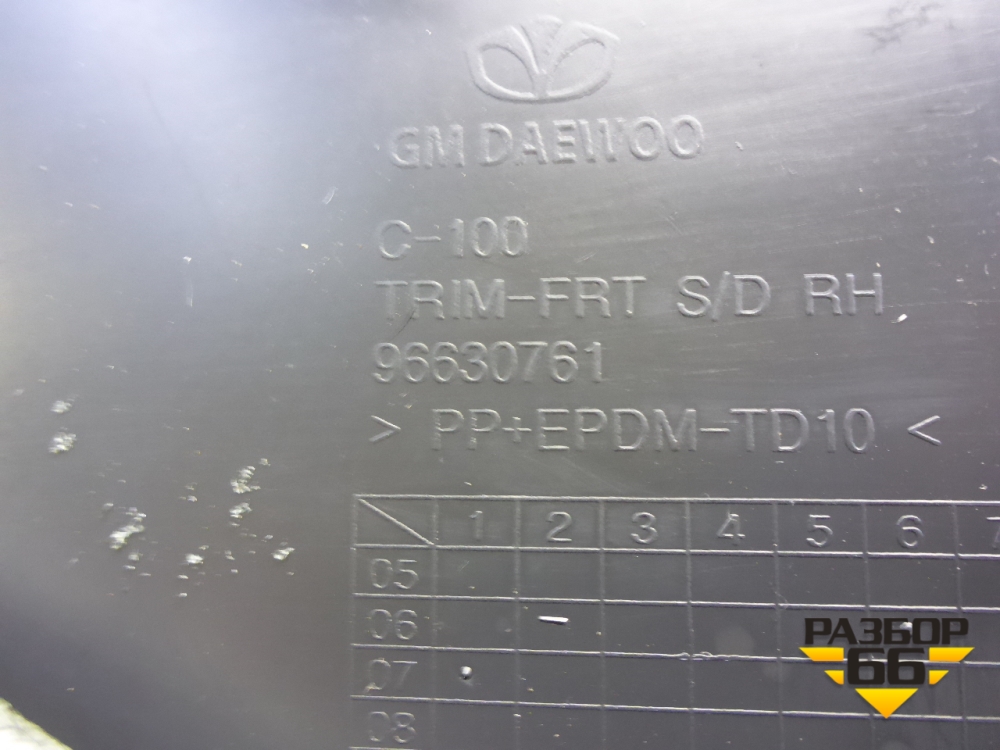 GM DAEWOO
C-100
TRIM-FRT S/D RH
96630761
> PP+EPDM-TD10 <
1 2 3 4 5 6 7
05
06
07
08
РАЗБОР
66